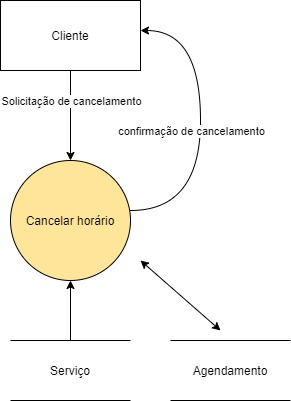 Cliente
Solicitação de cancelamento
confirmação de cancelamento
Cancelar horário
Serviço
Agendamento